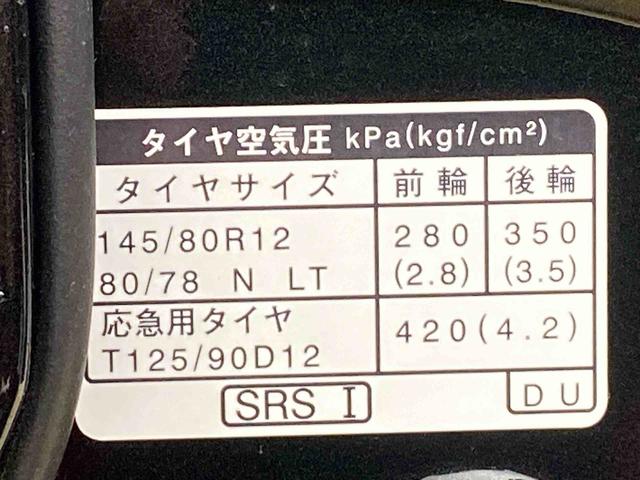 タイヤ空気圧 kPa(kgf/cm²)
タイヤサイズ 前輪 後輪
145/80R12 280 350
80/78 N LT (2.8) (3.5)
応急用タイヤ 420(4.2)
T125/90D12
SRS I DU